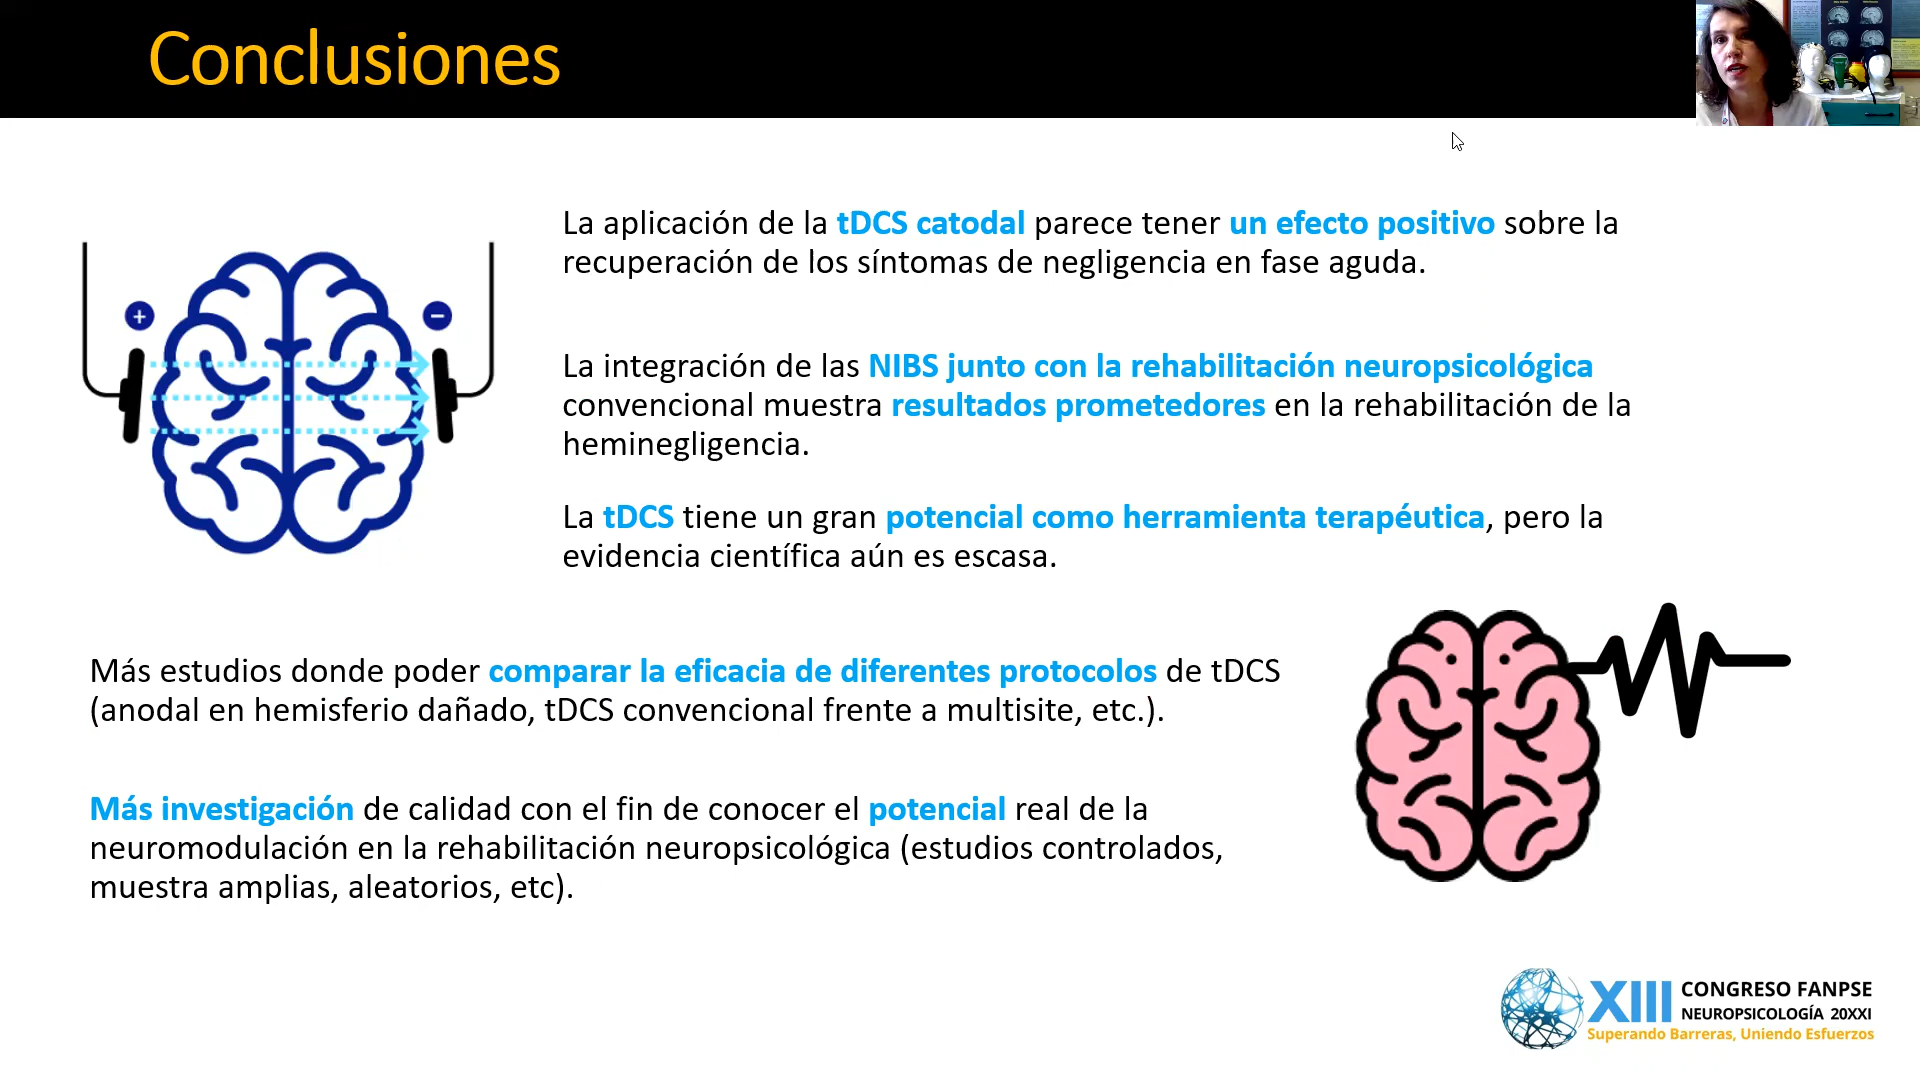 Conclusiones
La aplicación de la tDCS catodal parece tener un efecto positivo sobre la
recuperación de los síntomas de negligencia en fase aguda.
La integración de las NIBS junto con la rehabilitación neuropsicológica
convencional muestra resultados prometedores en la rehabilitación de la
heminegligencia.
La tDCS tiene un gran potencial como herramienta terapéutica, pero la
evidencia científica aún es escasa.
Más estudios donde poder comparar la eficacia de diferentes protocolos de tDCS
(anodal en hemisferio dañado, tDCS convencional frente a multisite, etc.).
Más investigación de calidad con el fin de conocer el potencial real de la
neuromodulación en la rehabilitación neuropsicológica (estudios controlados,
muestra amplias, aleatorios, etc).
XIII CONGRESO FANPSE
NEUROPSICOLOGÍA 20XXI
Superando Barreras, Uniendo Esfuerzos